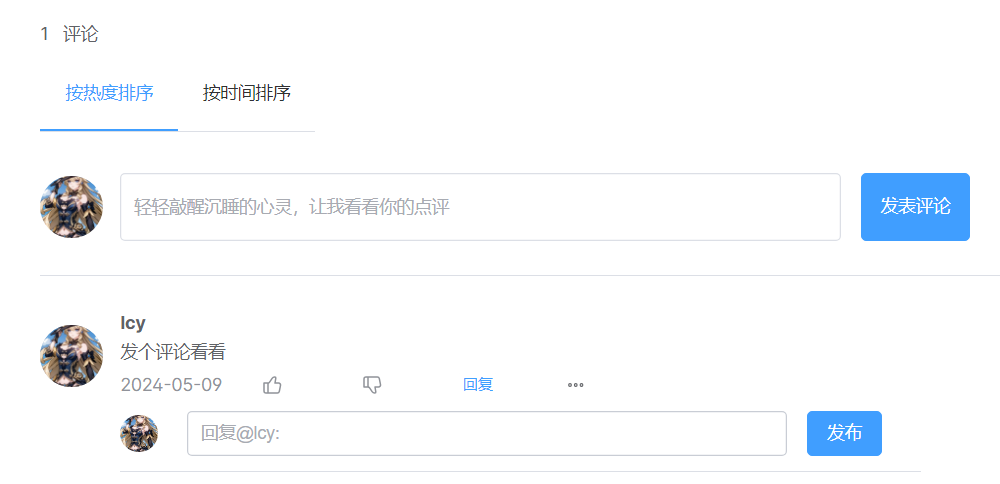 1 评论
按热度排序 按时间排序
轻轻敲醒沉睡的心灵，让我看看你的点评 发表评论
lcy
发个评论看看
2024-05-09 回复
回复@lcy: 发布